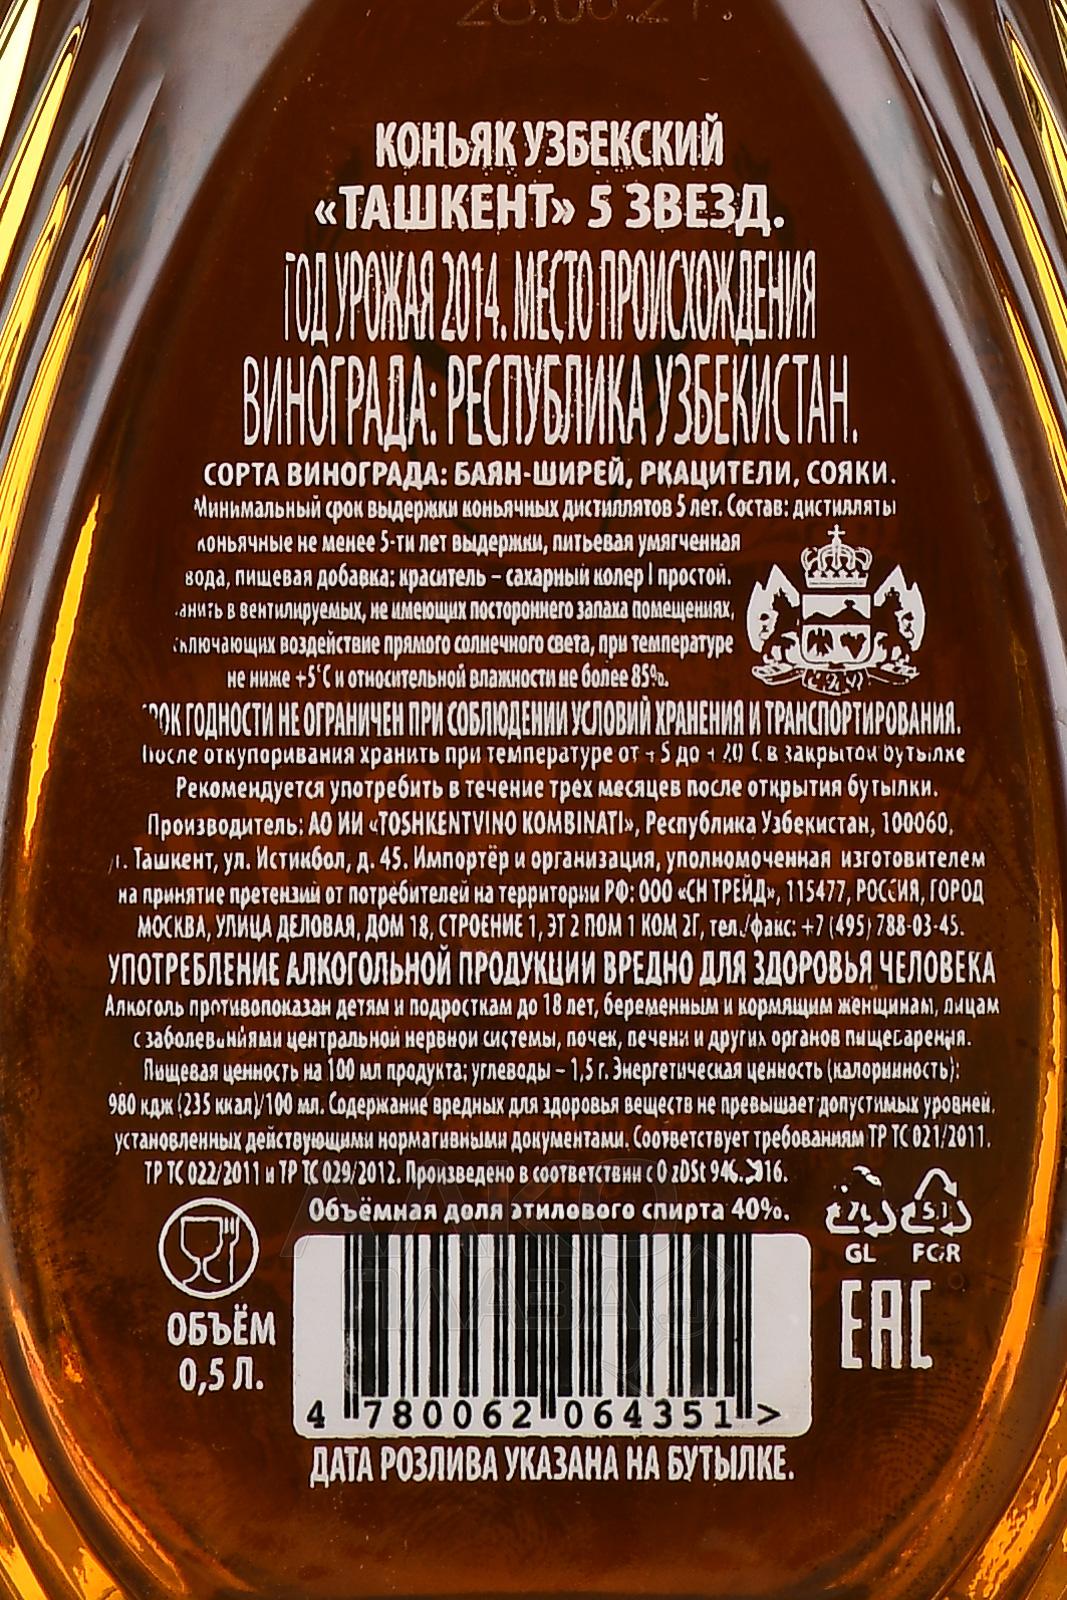 КОНЬЯК УЗБЕКСКИЙ
«ТАШКЕНТ» 5 ЗВЕЗД.
ГОД УРОЖАЯ 2014. МЕСТО ПРОИСХОЖДЕНИЯ
ВИНОГРАДА: РЕСПУБЛИКА УЗБЕКИСТАН.
СОРТА ВИНОГРАДА: БАЯН-ШИРЕЙ, РКАЦИТЕЛИ, СОЯКИ.
Минимальный срок выдержки коньячных дистиллятов 5 лет. Состав: дистилляты
коньячные не менее 5-ти лет выдержки, питьевая умягченная
вода, пищевая добавка: краситель – сахарный колер I простой.
в вентилируемых, не имеющих постороннего запаха помещениях,
воздействие прямого солнечного света, при температуре
не ниже +5°С и относительной влажности не более 85%.
ГОДНОСТИ НЕ ОГРАНИЧЕН ПРИ СОБЛЮДЕНИИ УСЛОВИЙ ХРАНЕНИЯ И ТРАНСПОРТИРОВАНИЯ.
После откупоривания хранить при температуре от +5 до +20 С в закрытой бутылке
Рекомендуется употребить в течение трех месяцев после открытия бутылки.
Производитель: АО ИИ «TOSHKENTVINO KOMBINATI», Республика Узбекистан, 100060,
г. Ташкент, ул. Истикбол, д. 45. Импортёр и организация, уполномоченная изготовителем
на принятие претензий от потребителей на территории РФ: ООО «СН ТРЕЙД», 115477, РОССИЯ, ГОРОД
МОСКВА, УЛИЦА ДЕЛОВАЯ, ДОМ 18, СТРОЕНИЕ 1, ЭТ 2 ПОМ 1 КОМ 2Г, тел./факс: +7 (495) 788-03-45.
УПОТРЕБЛЕНИЕ АЛКОГОЛЬНОЙ ПРОДУКЦИИ ВРЕДНО ДЛЯ ЗДОРОВЬЯ ЧЕЛОВЕКА
Алкоголь противопоказан детям и подросткам до 18 лет, беременным и кормящим женщинам, лицам
с заболеваниями центральной нервной системы, почек, печени и других органов пищеварения.
Пищевая ценность на 100 мл продукта; углеводы – 1,5 г. Энергетическая ценность (калорийность):
980 кдж (235 ккал)/100 мл. Содержание вредных для здоровья веществ не превышает допустимых уровней,
установленных действующими нормативными документами. Соответствует требованиям ТР ТС 021/2011,
ТР ТС 022/2011 и ТР ТС 029/2012. Произведено в соответствии с O'zDSt
Объёмная доля этилового спирта 40%.
GL FOR
ОБЪЁМ
0,5 Л.
EAC
4 780062 064351 >
ДАТА РОЗЛИВА УКАЗАНА НА БУТЫЛКЕ.
АЛКО
ПЛАЗА